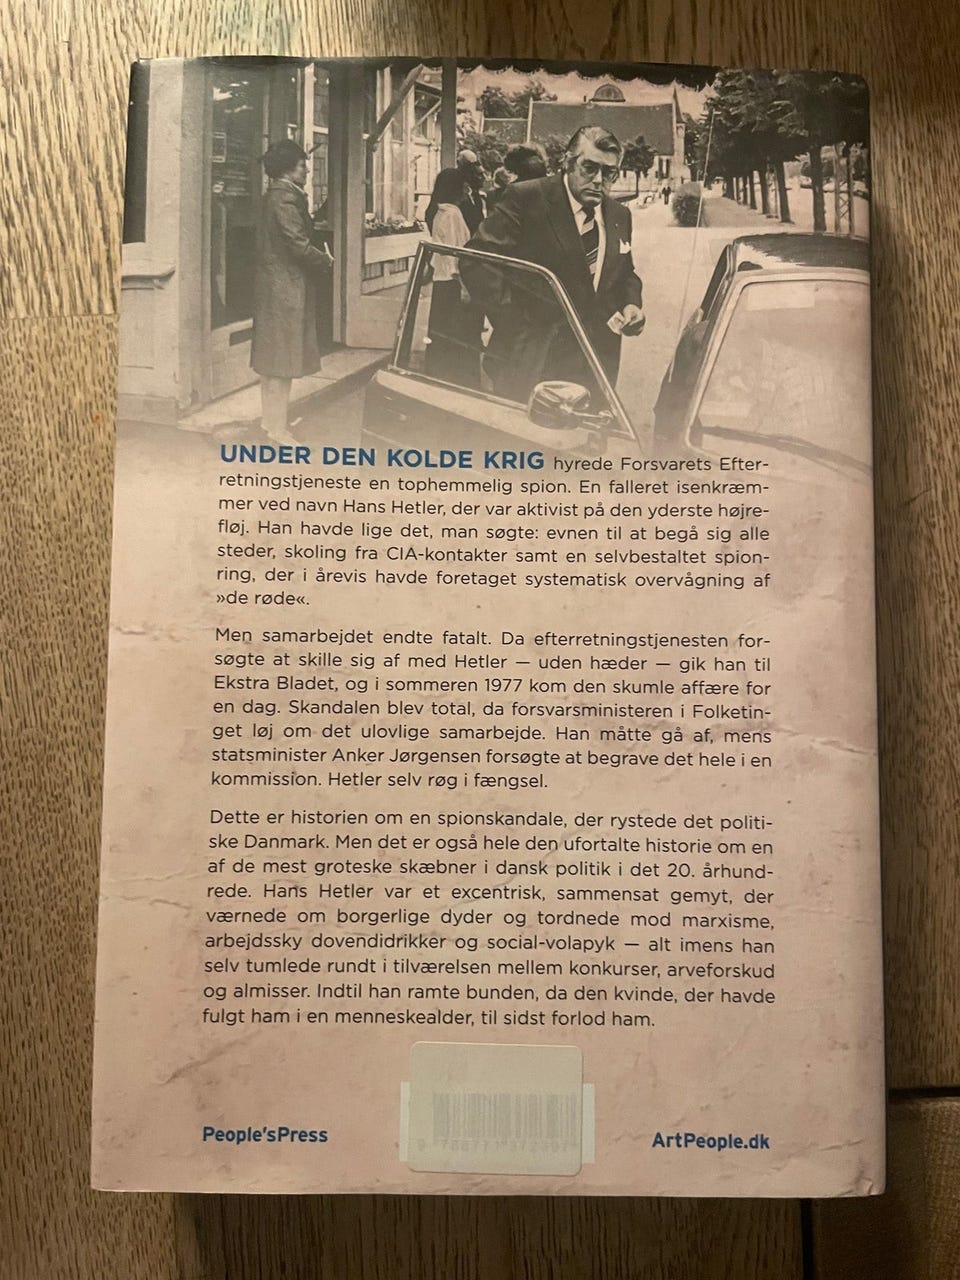 UNDER DEN KOLDE KRIG hyrede Forsvarets Efter-
retningstjeneste en tophemmelig spion. En falleret isenkræm-
mer ved navn Hans Hetler, der var aktivist på den yderste højre-
fløj. Han havde lige det, man søgte: evnen til at begå sig alle
steder, skoling fra CIA-kontakter samt en selvbestaltet spion-
ring, der i årevis havde foretaget systematisk overvågning af
»de røde«.
Men samarbejdet endte fatalt. Da efterretningstjenesten for-
søgte at skille sig af med Hetler — uden hæder — gik han til
Ekstra Bladet, og i sommeren 1977 kom den skumle affære for
en dag. Skandalen blev total, da forsvarsministeren i Folketin-
get løj om det ulovlige samarbejde. Han måtte gå af, mens
statsminister Anker Jørgensen forsøgte at begrave det hele i en
kommission. Hetler selv røg i fængsel.
Dette er historien om en spionskandale, der rystede det politi-
ske Danmark. Men det er også hele den ufortalte historie om en
af de mest groteske skæbner i dansk politik i det 20. århund-
rede. Hans Hetler var et excentrisk, sammensat gemyt, der
værnede om borgerlige dyder og tordnede mod marxisme,
arbejdssky dovendidrikker og social-volapyk — alt imens han
selv tumlede rundt i tilværelsen mellem konkurser, arveforskud
og almisser. Indtil han ramte bunden, da den kvinde, der havde
fulgt ham i en menneskealder, til sidst forlod ham.
People'sPress
ArtPeople.dk